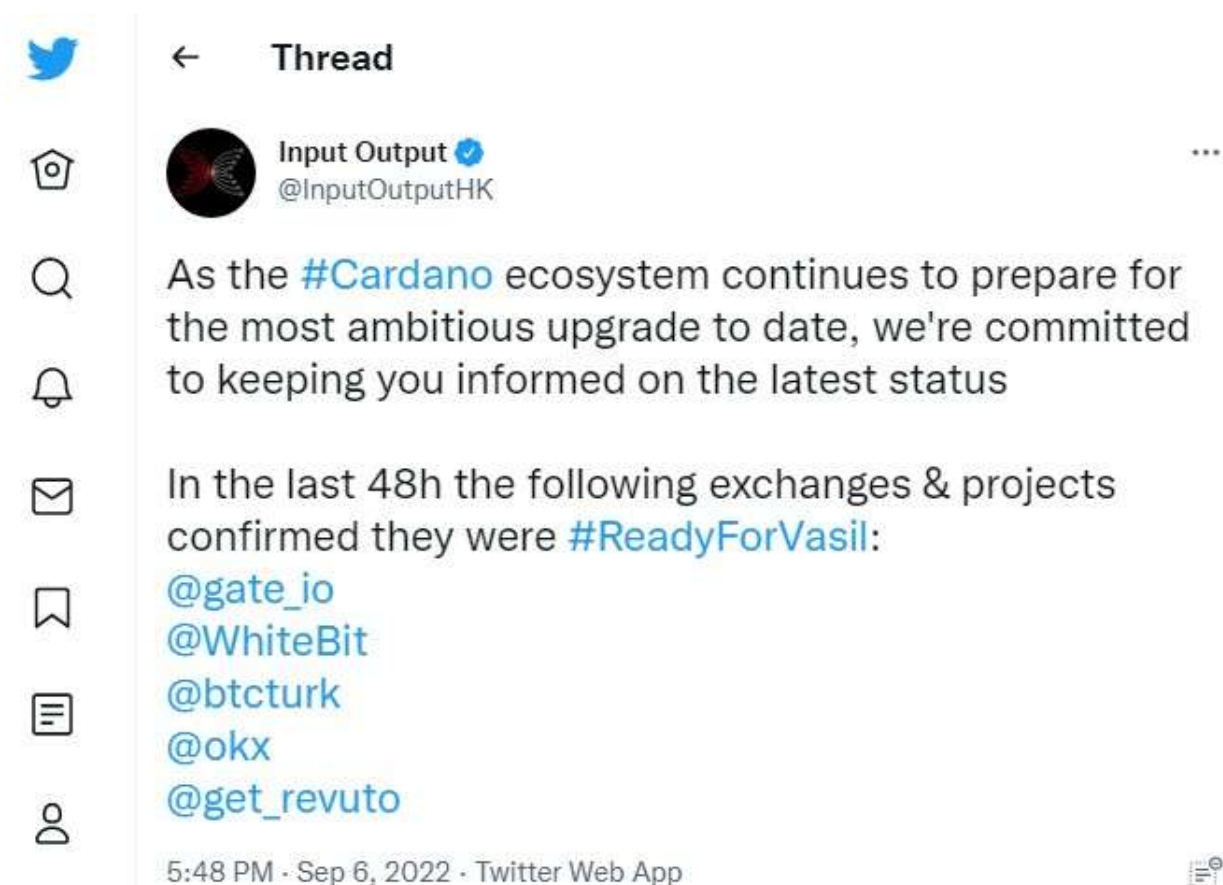 Thread
Input Output
@InputOutputHK
As the #Cardano ecosystem continues to prepare for
the most ambitious upgrade to date, we're committed
to keeping you informed on the latest status
In the last 48h the following exchanges & projects
confirmed they were #ReadyForVasil:
@gate_io
@WhiteBit
@btcturk
@okx
@get_revuto
5:48 PM · Sep 6, 2022 · Twitter Web App